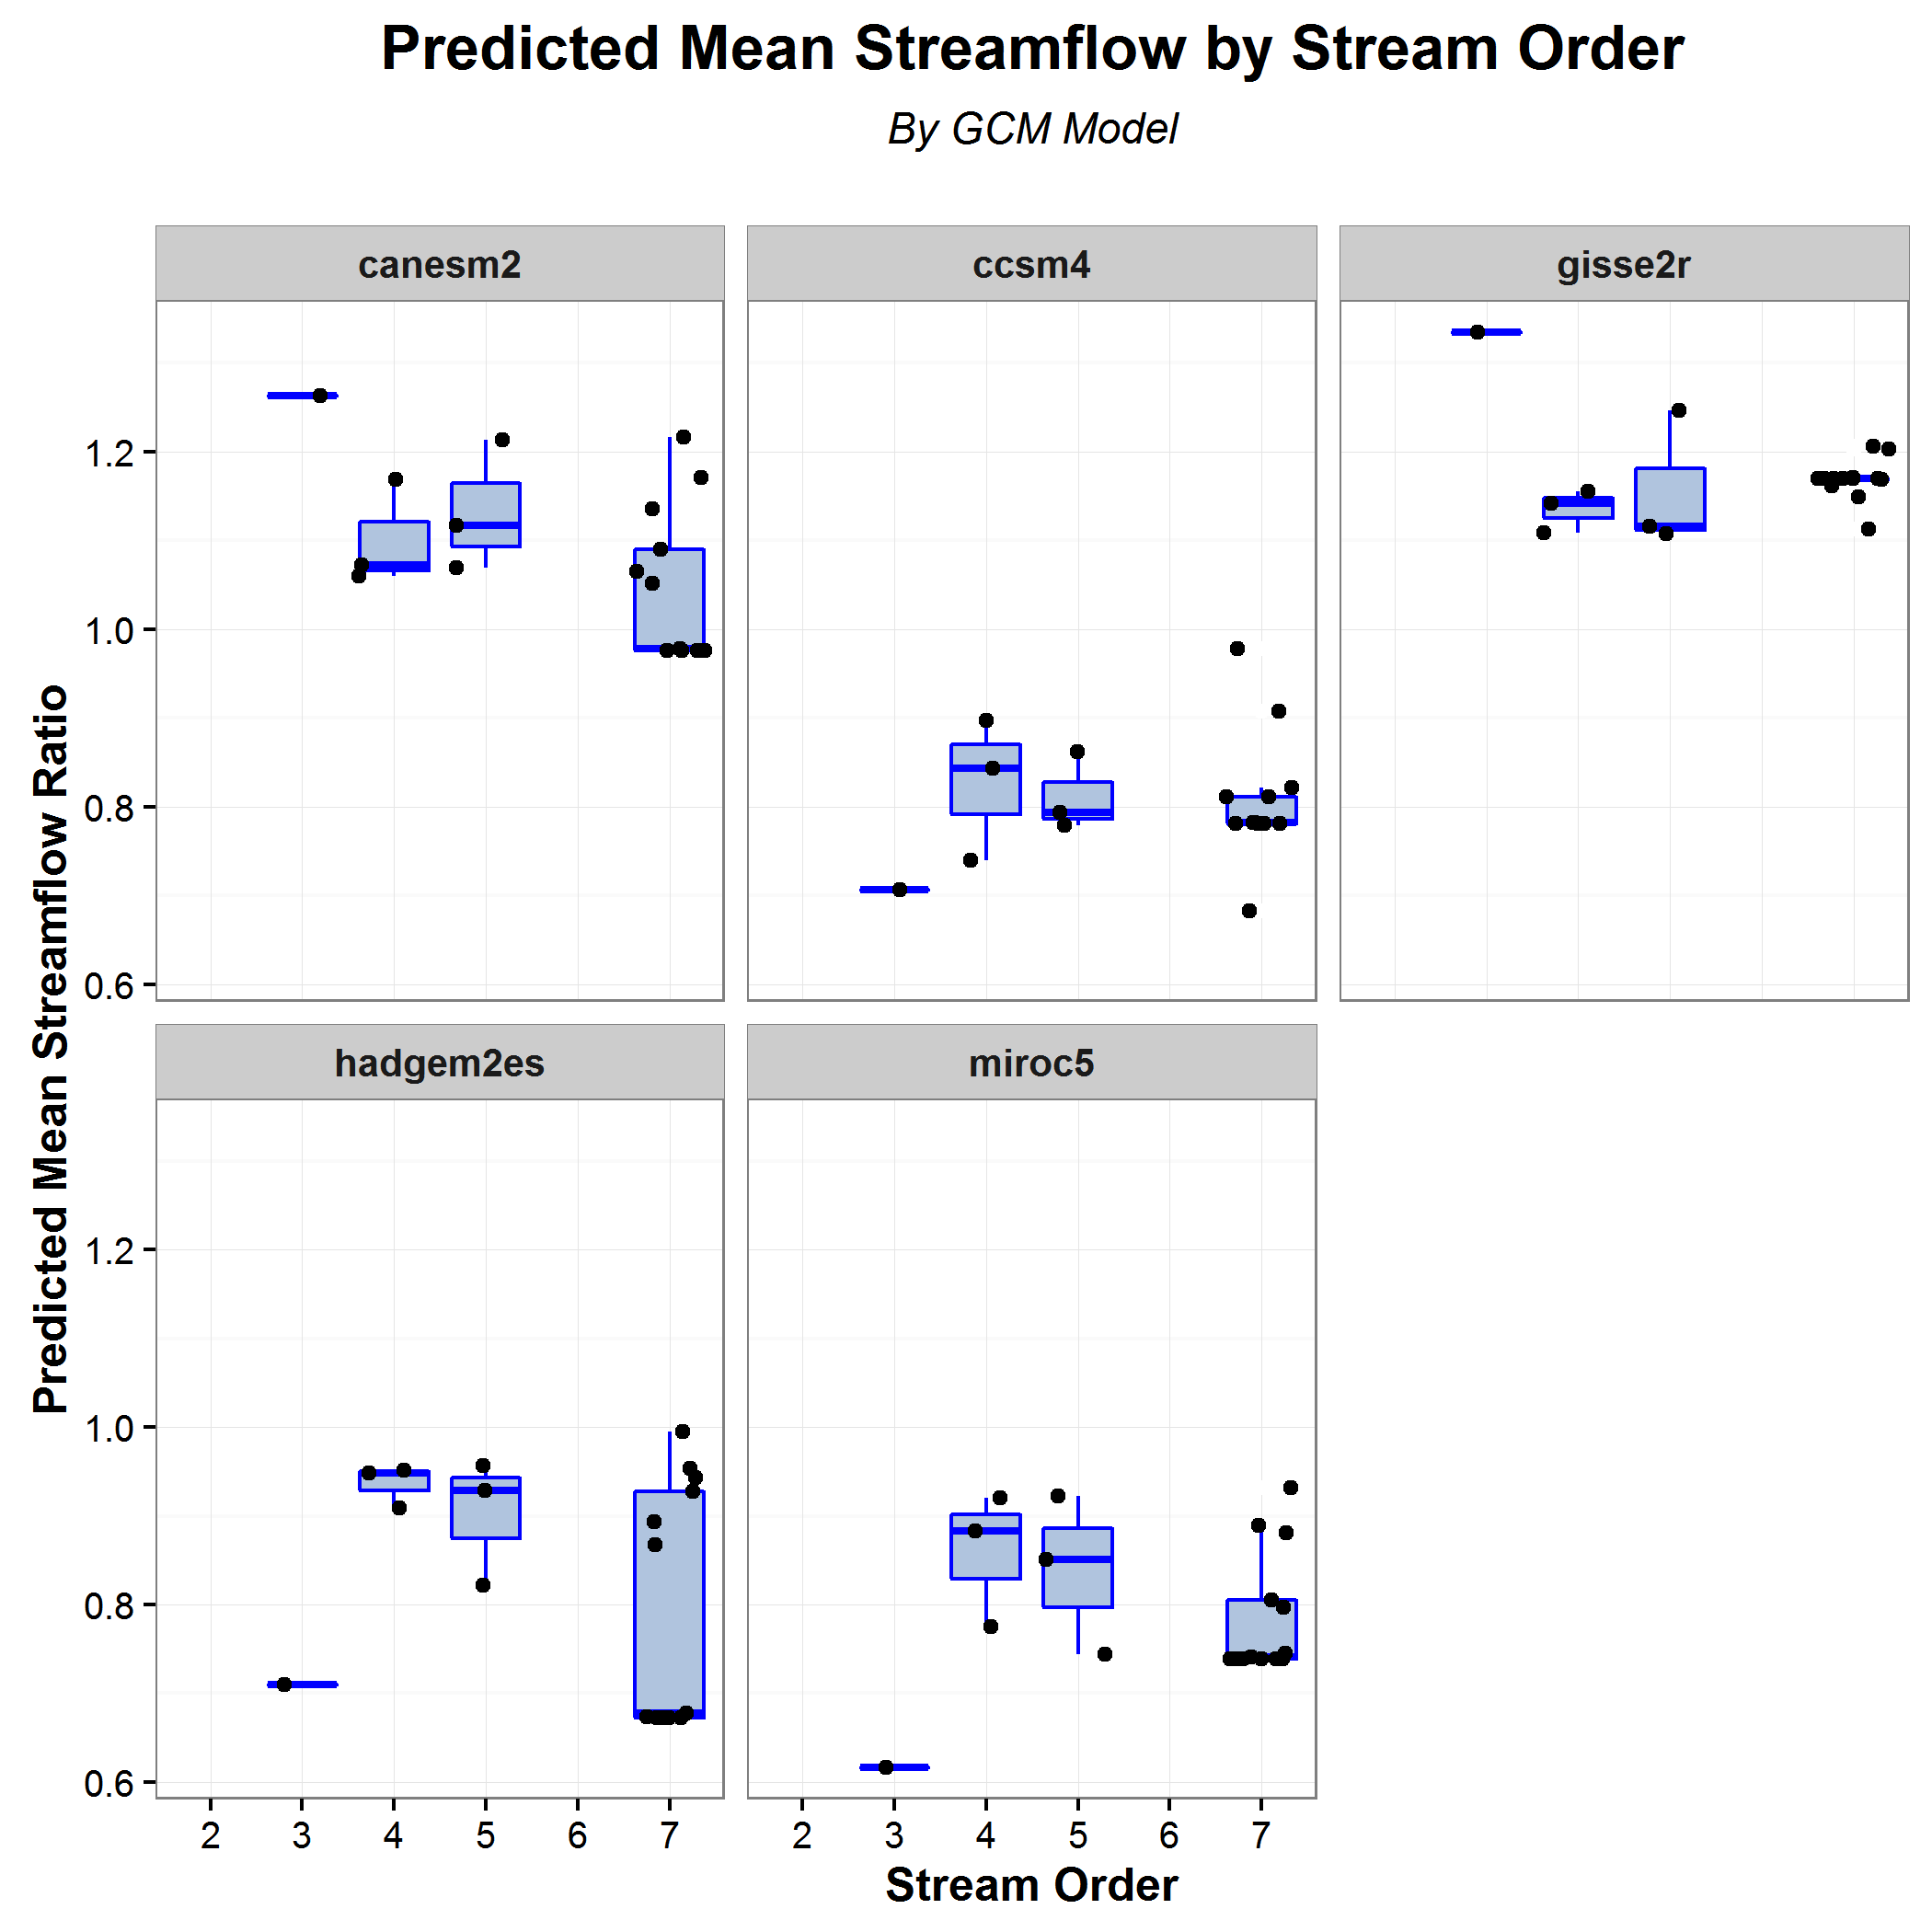 Predicted Mean Streamflow by Stream Order
By GCM Model
canesm2
ccsm4
gisse2r
1.2
1.0
0.8
0.6
Predicted Mean Streamflow Ratio
hadgem2es
miroc5
1.2
1.0
0.8
0.6
2 3 4 5 6 7
2 3 4 5 6 7
Stream Order